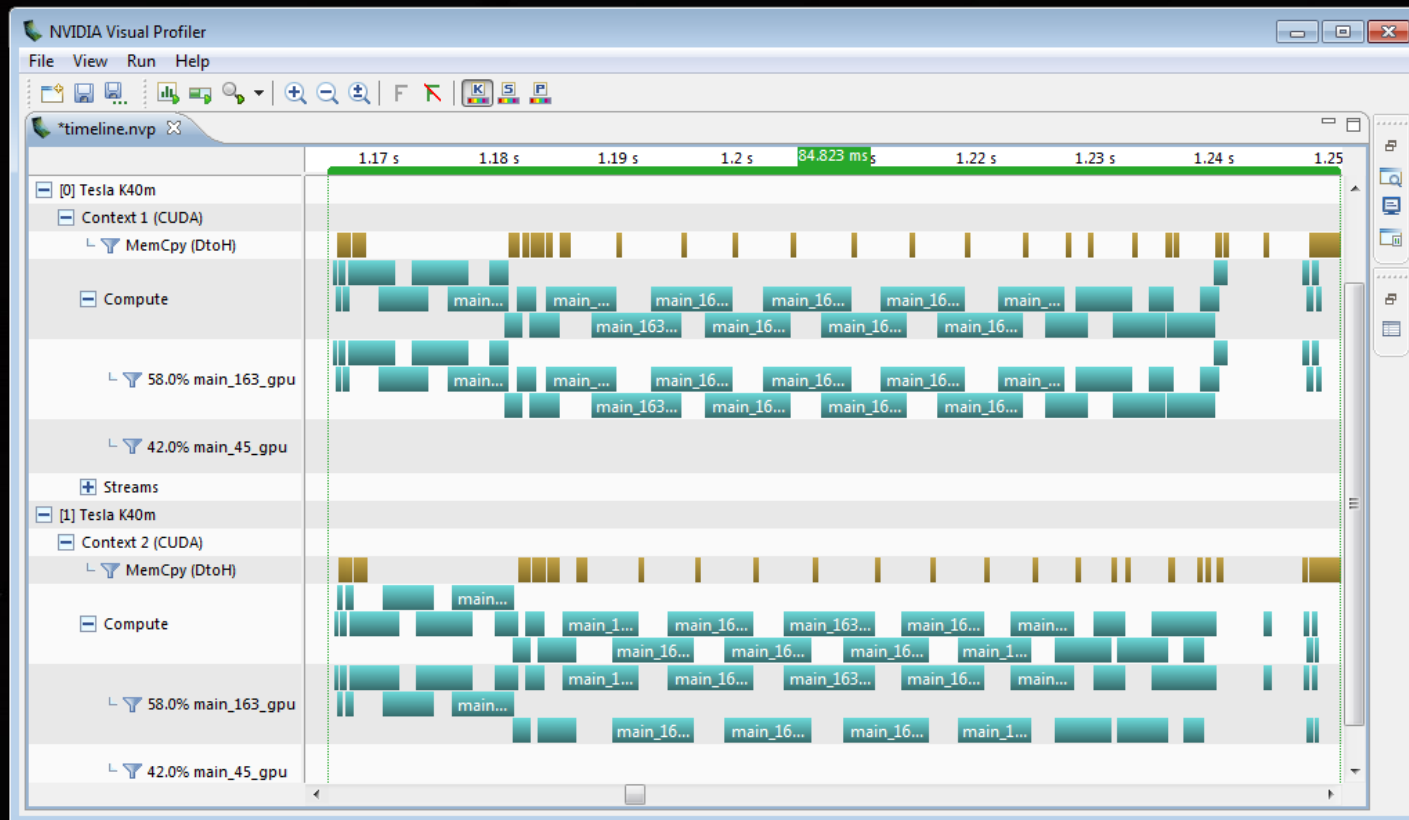 NVIDIA Visual Profiler
File View Run Help
F K S P
*timeline.nvp
1.17 s 1.18 s 1.19 s 1.2 s 84.823 ms s 1.22 s 1.23 s 1.24 s 1.25
[0] Tesla K40m
Context 1 (CUDA)
MemCpy (DtoH)
Compute
main... main_... main_16... main_16... main_16... main_...
main_163... main_16... main_16... main_16...
58.0% main_163_gpu
main... main_... main_16... main_16... main_16... main_...
main_163... main_16... main_16... main_16...
42.0% main_45_gpu
Streams
[1] Tesla K40m
Context 2 (CUDA)
MemCpy (DtoH)
main...
Compute
main_1... main_16... main_163... main_16... main...
main_16... main_16... main_16... main_1...
main_1... main_16... main_163... main_16... main...
58.0% main_163_gpu
main...
main_16... main_16... main_16... main_1...
42.0% main_45_gpu